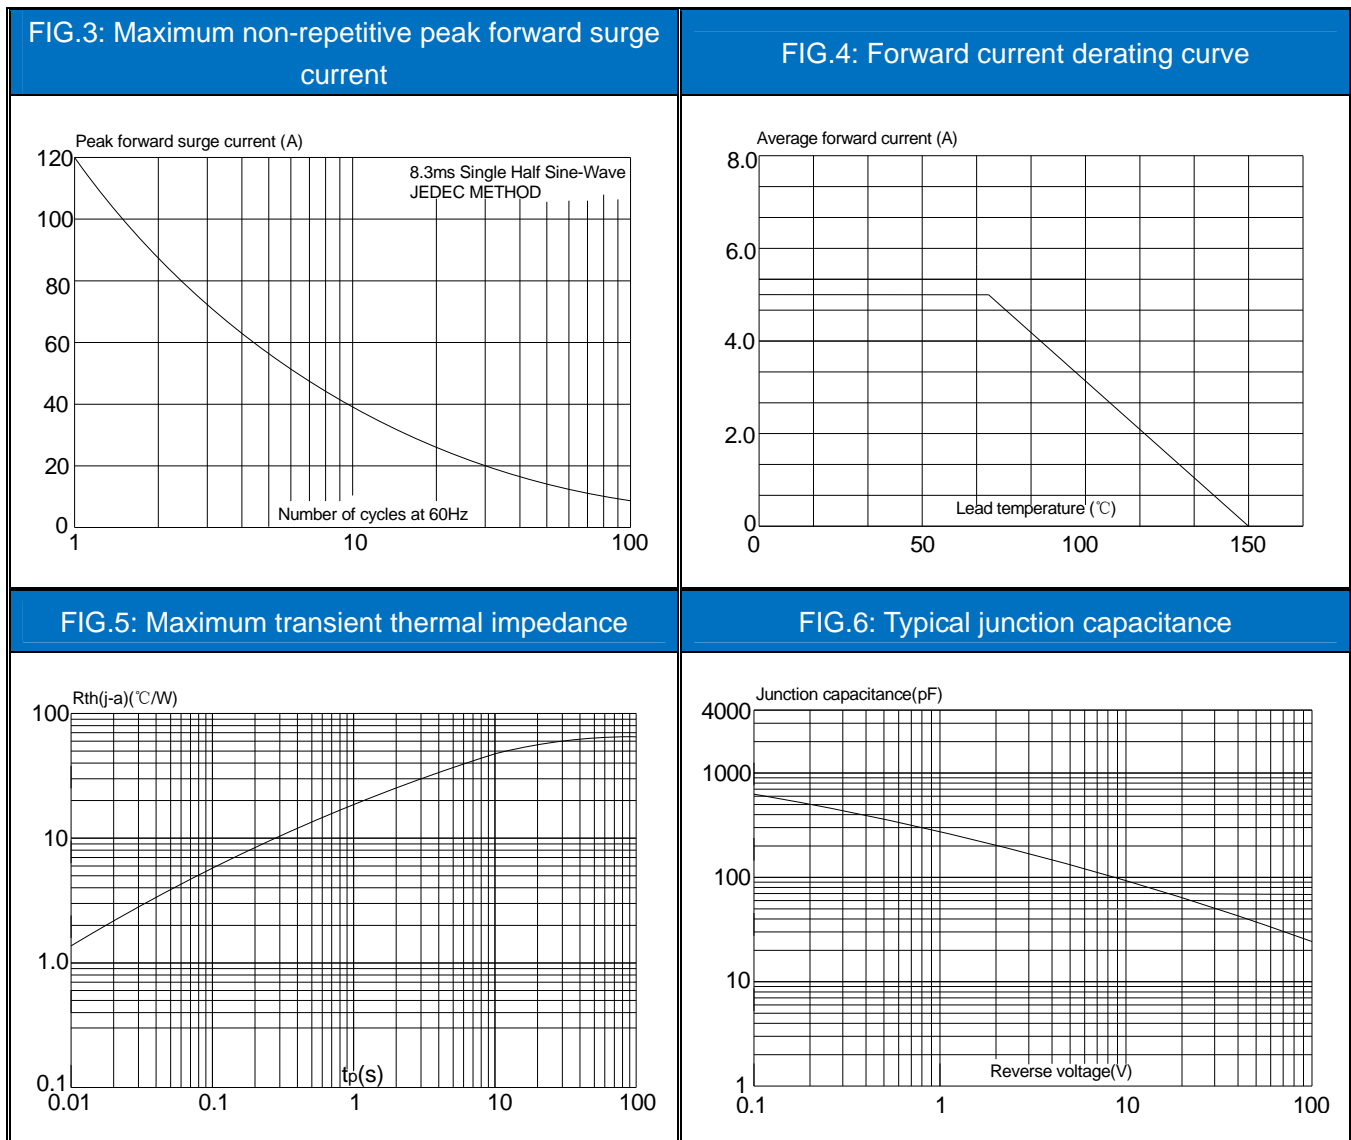 FIG.3: Maximum non-repetitive peak forward surge
current
FIG.4: Forward current derating curve
Peak forward surge current (A)
8.3ms Single Half Sine-Wave
JEDEC METHOD
120
100
80
60
40
20
0
Number of cycles at 60Hz
1
10
100
Average forward current (A)
8.0
6.0
4.0
2.0
0
Lead temperature (℃)
0
50
100
150
FIG.5: Maximum transient thermal impedance
FIG.6: Typical junction capacitance
Rth(j-a)(℃/W)
100
10
1.0
0.1
tp(s)
0.01
0.1
1
10
100
Junction capacitance(pF)
4000
1000
100
10
1
Reverse voltage(V)
0.1
1
10
100